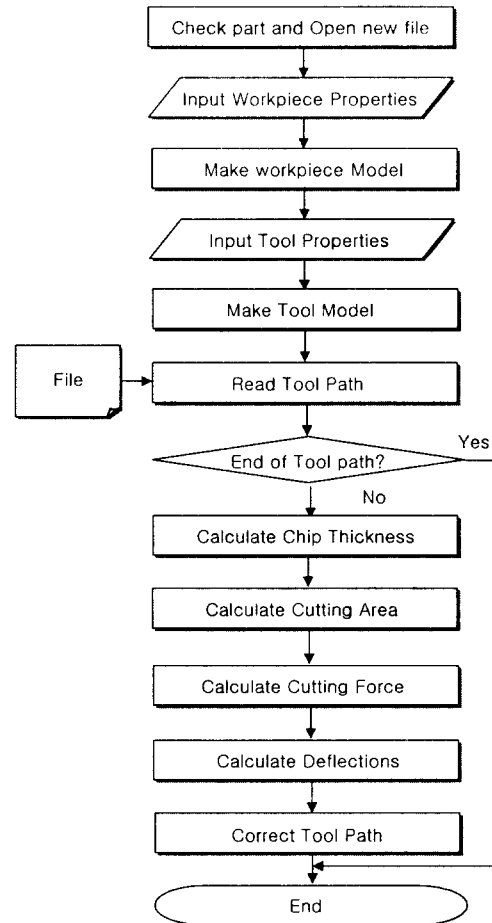 Check part and Open new file
Input Workpiece Properties
Make workpiece Model
Input Tool Properties
Make Tool Model
File
Read Tool Path
End of Tool path?
Yes
No
Calculate Chip Thickness
Calculate Cutting Area
Calculate Cutting Force
Calculate Deflections
Correct Tool Path
End